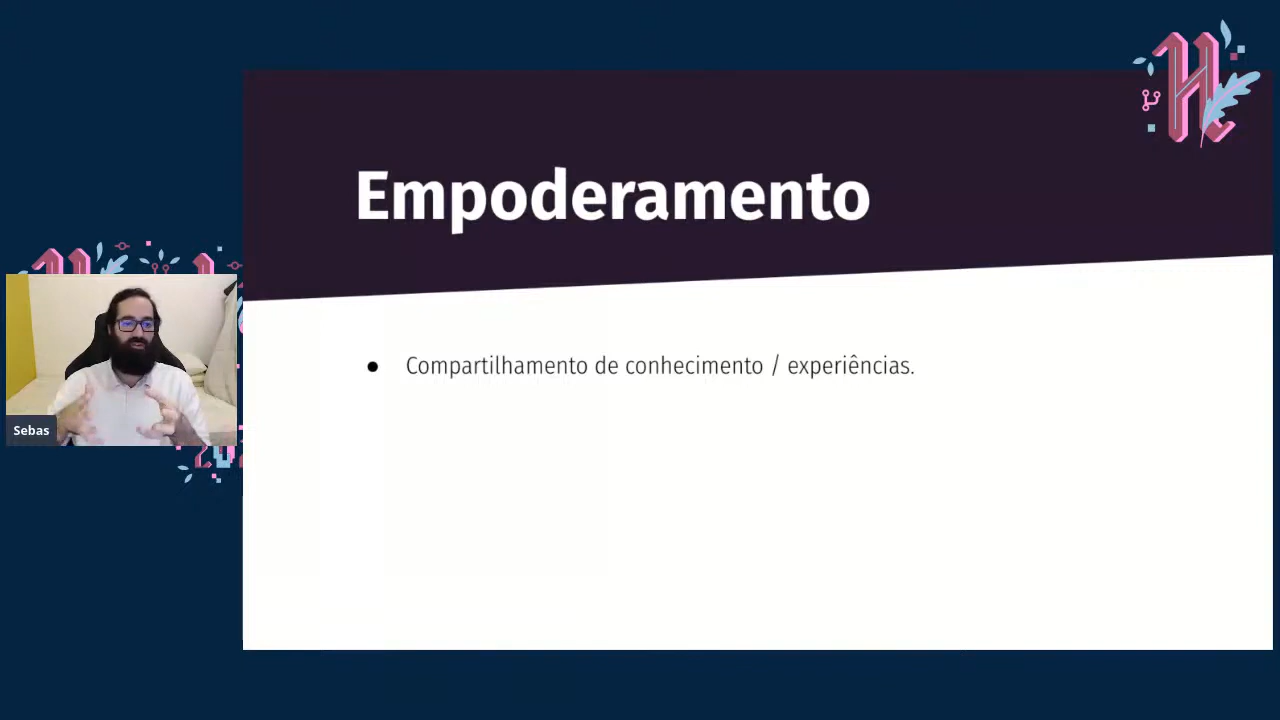 Empoderamento
● Compartilhamento de conhecimento / experiências.
Sebas